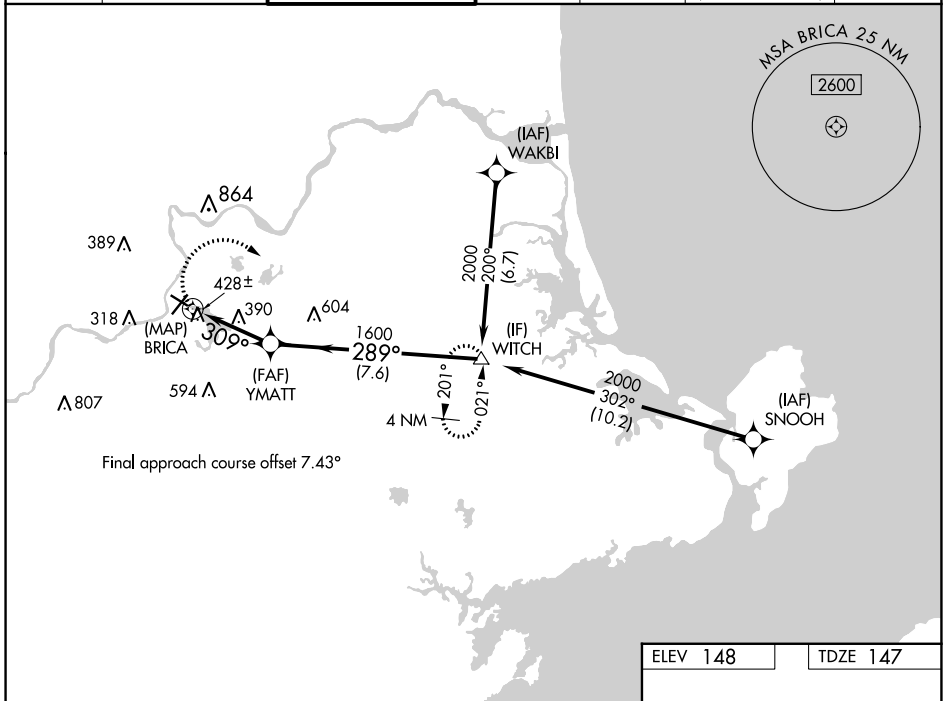 MSA BRICA 25 NM
2600
(IAF)
WAKBI
864
389
2000
200°
(6.7)
428±
390
604
318
(MAP)
BRICA
309°
1600
289°
(7.6)
(IF)
WITCH
(FAF)
YMATT
201°
021°
4 NM
2000
302°
(10.2)
(IAF)
SNOOH
594
807
Final approach course offset 7.43°
ELEV 148
TDZE 147